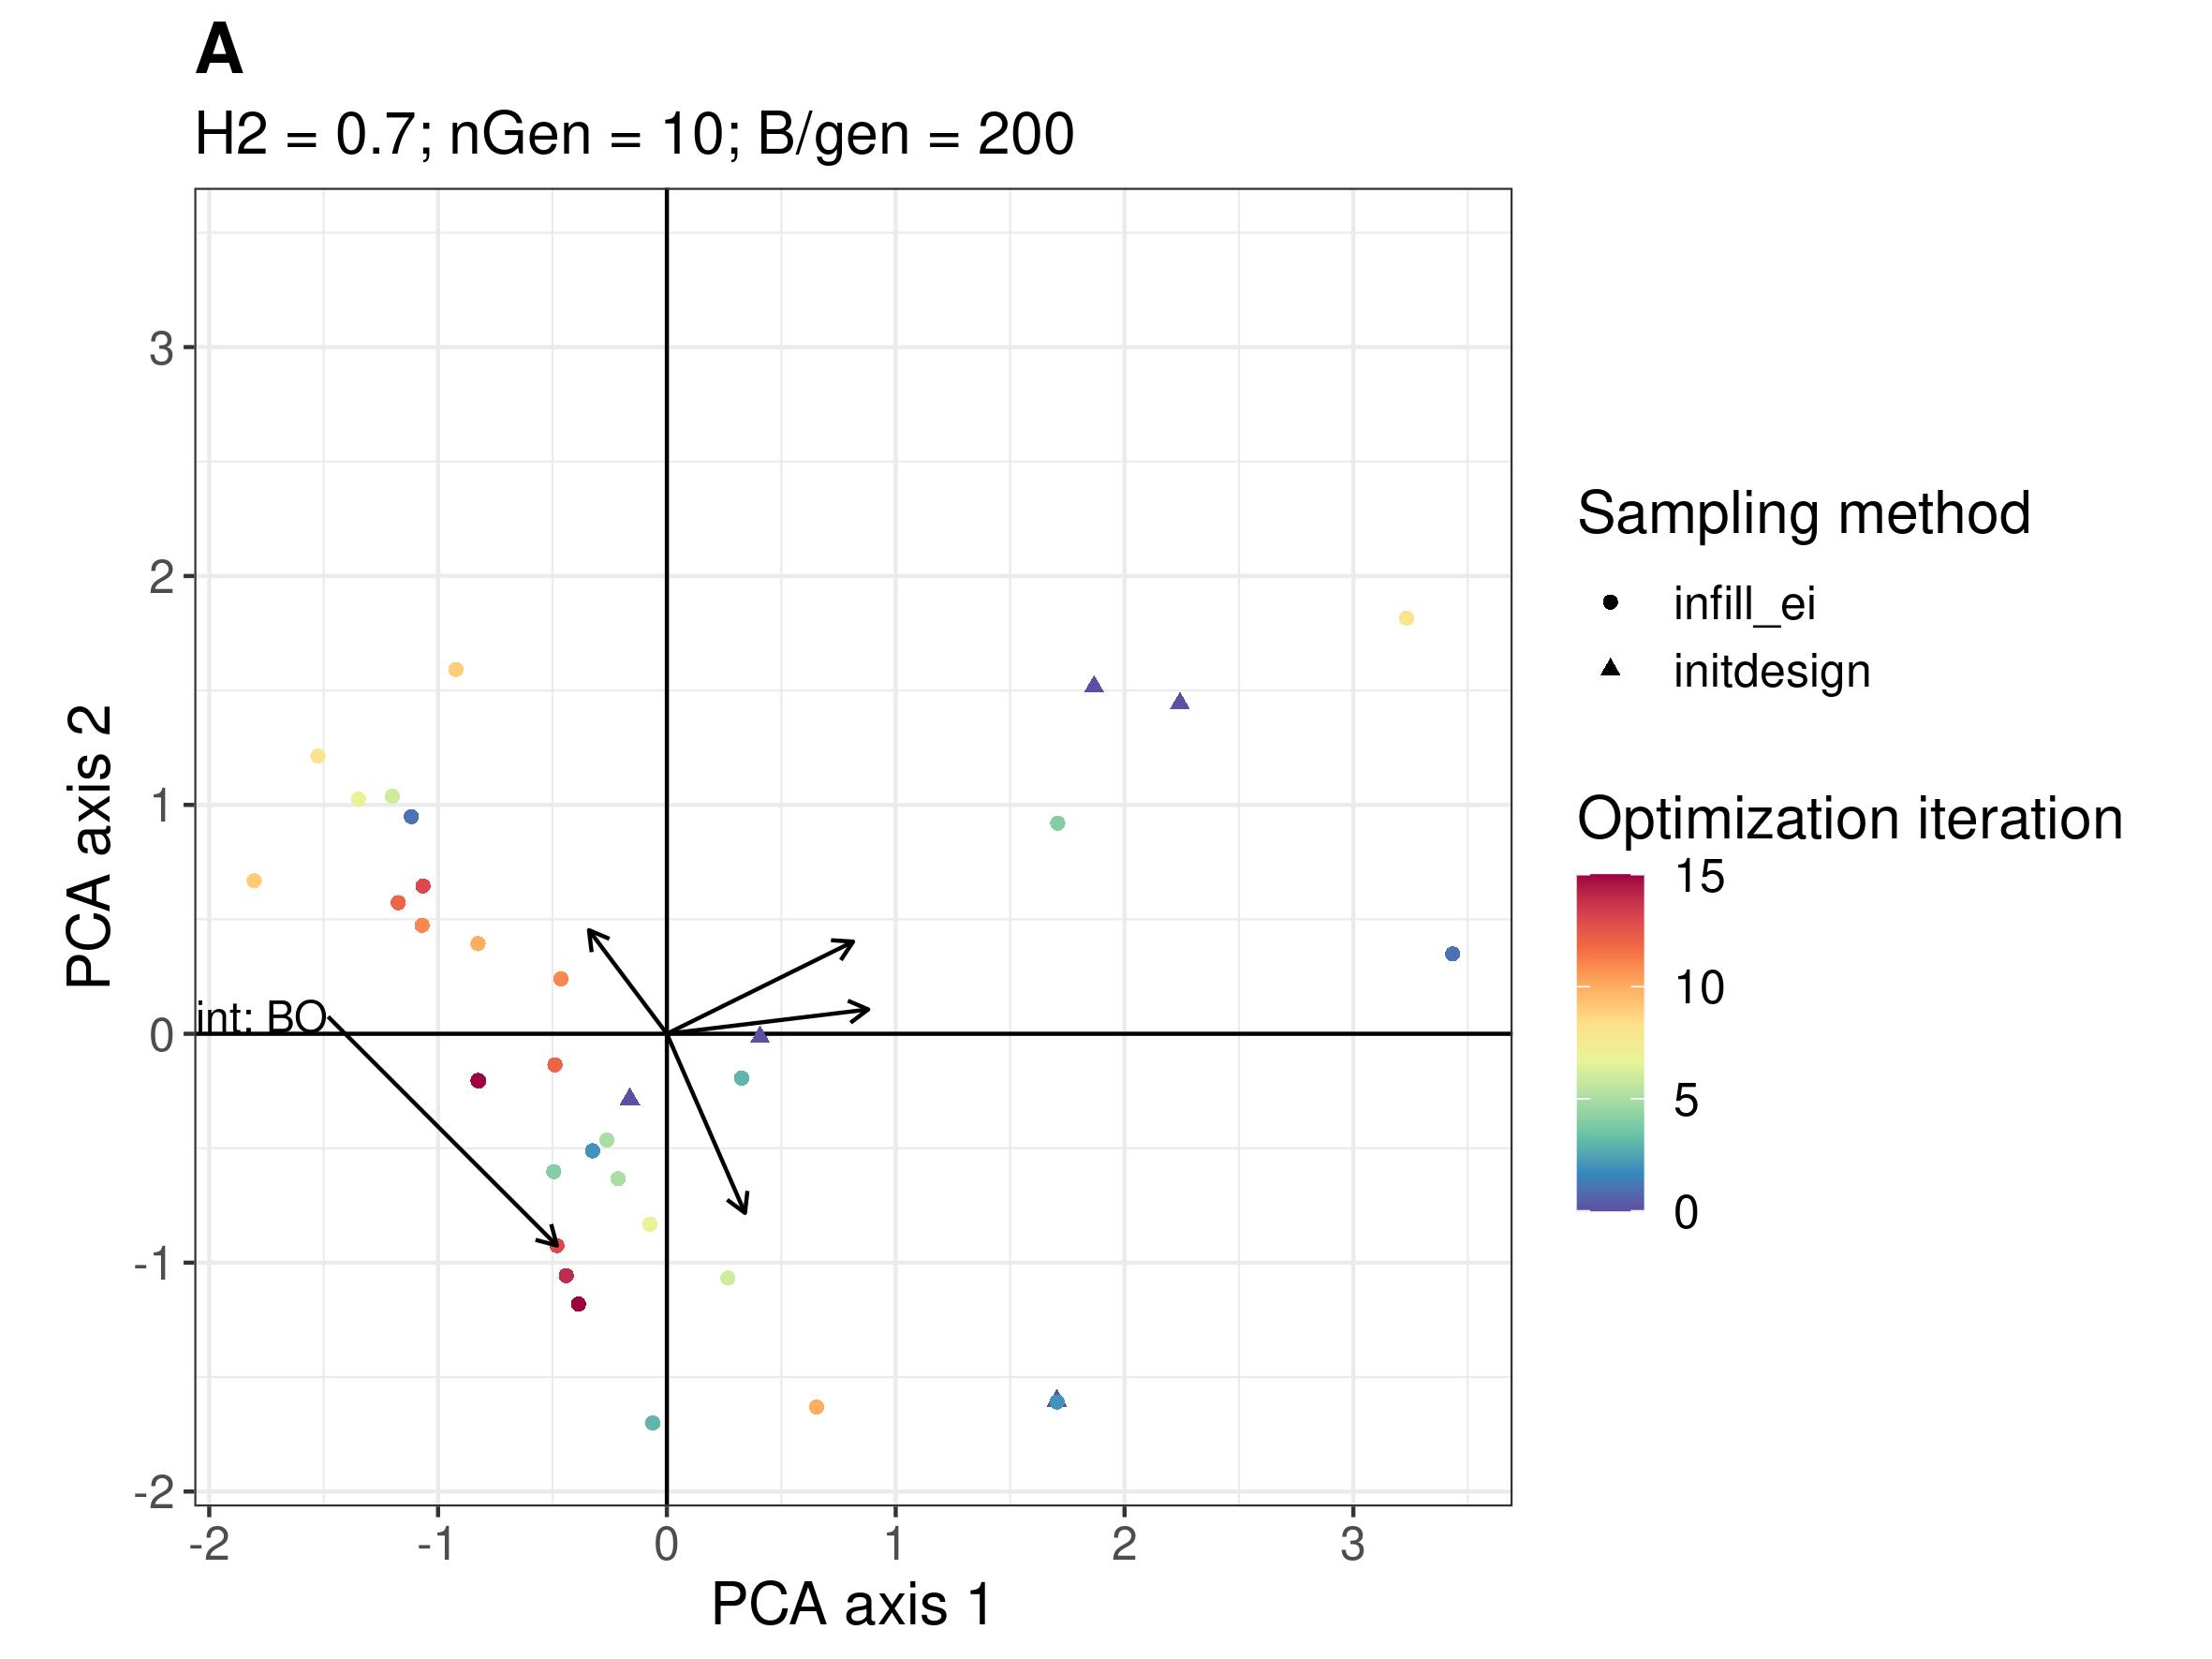 A
H2 = 0.7; nGen = 10; B/gen = 200
3
2
1
0
-1
-2
PCA axis 2
int: BO
-2
-1
0
1
2
3
PCA axis 1
Sampling method
infill_ei
initdesign
Optimization iteration
15
10
5
0